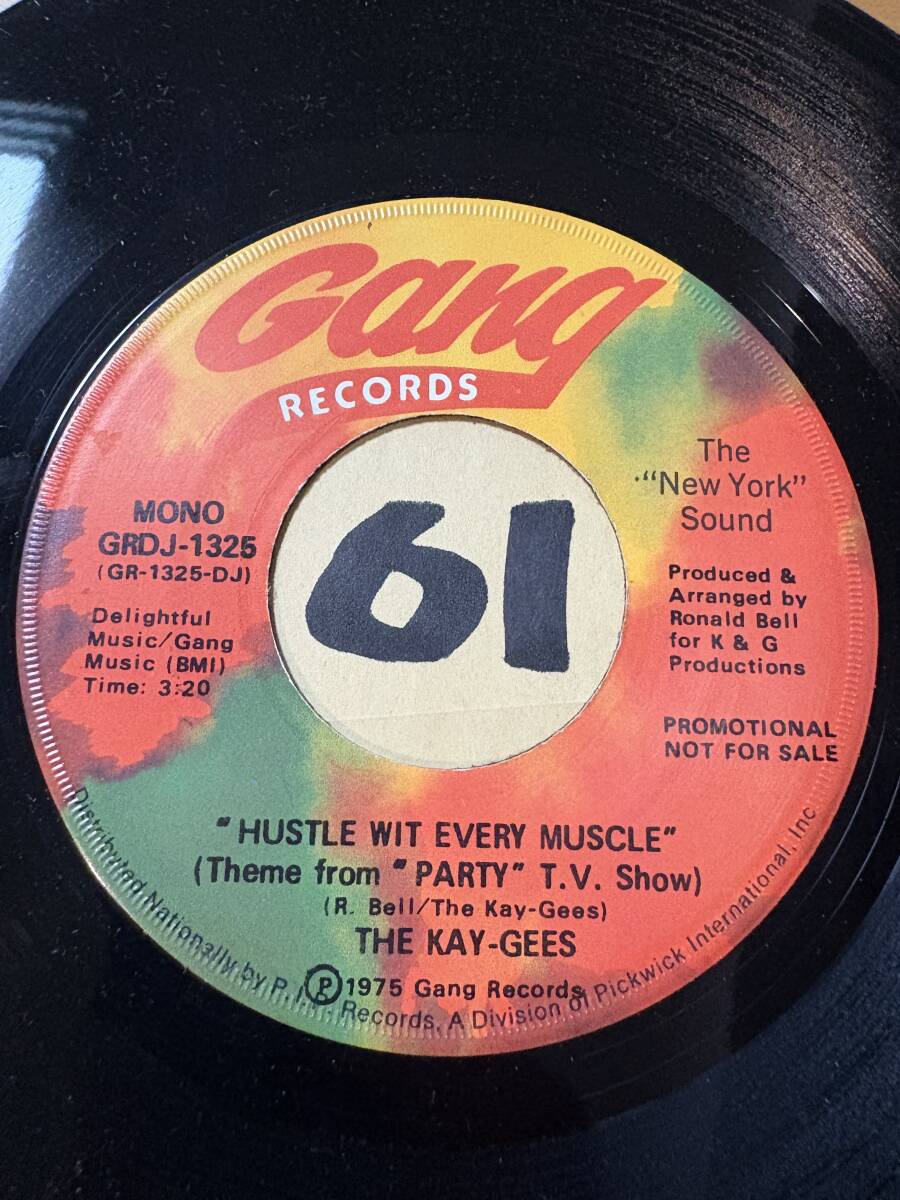 Gang
RECORDS
The
"New York"
Sound
MONO
GRDJ-1325
(GR-1325-DJ)
Delightful
Music/Gang
Music (BMI)
Time: 3:20
61
Produced &
Arranged by
Ronald Bell
for K & G
Productions
PROMOTIONAL
NOT FOR SALE
"HUSTLE WIT EVERY MUSCLE"
(Theme from "PARTY" T.V. Show)
(R. Bell/The Kay-Gees)
THE KAY-GEES
℗1975 Gang Records
Distributed Nationally by P. Records, A Division of Pickwick International, Inc.